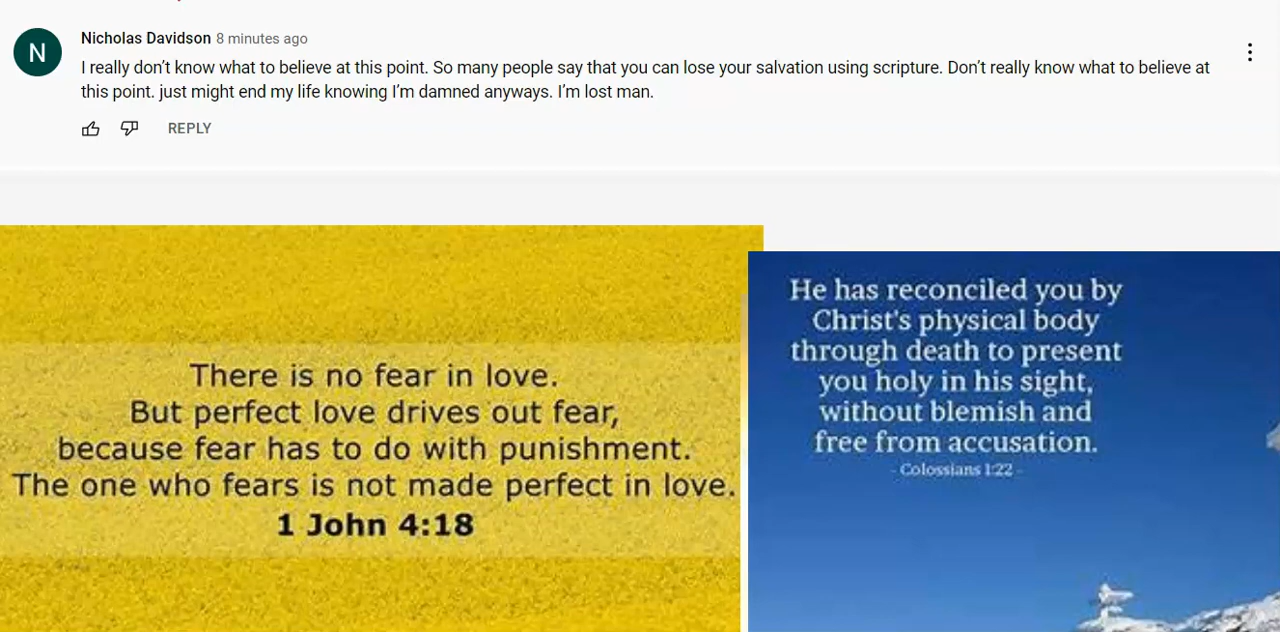 N
Nicholas Davidson 8 minutes ago
I really don't know what to believe at this point. So many people say that you can lose your salvation using scripture. Don't really know what to believe at
this point. just might end my life knowing I'm damned anyways. I'm lost man.
REPLY
There is no fear in love.
But perfect love drives out fear,
because fear has to do with punishment.
The one who fears is not made perfect in love.
1 John 4:18
He has reconciled you by
Christ's physical body
through death to present
you holy in his sight,
without blemish and
free from accusation.
- Colossians 1:22 -